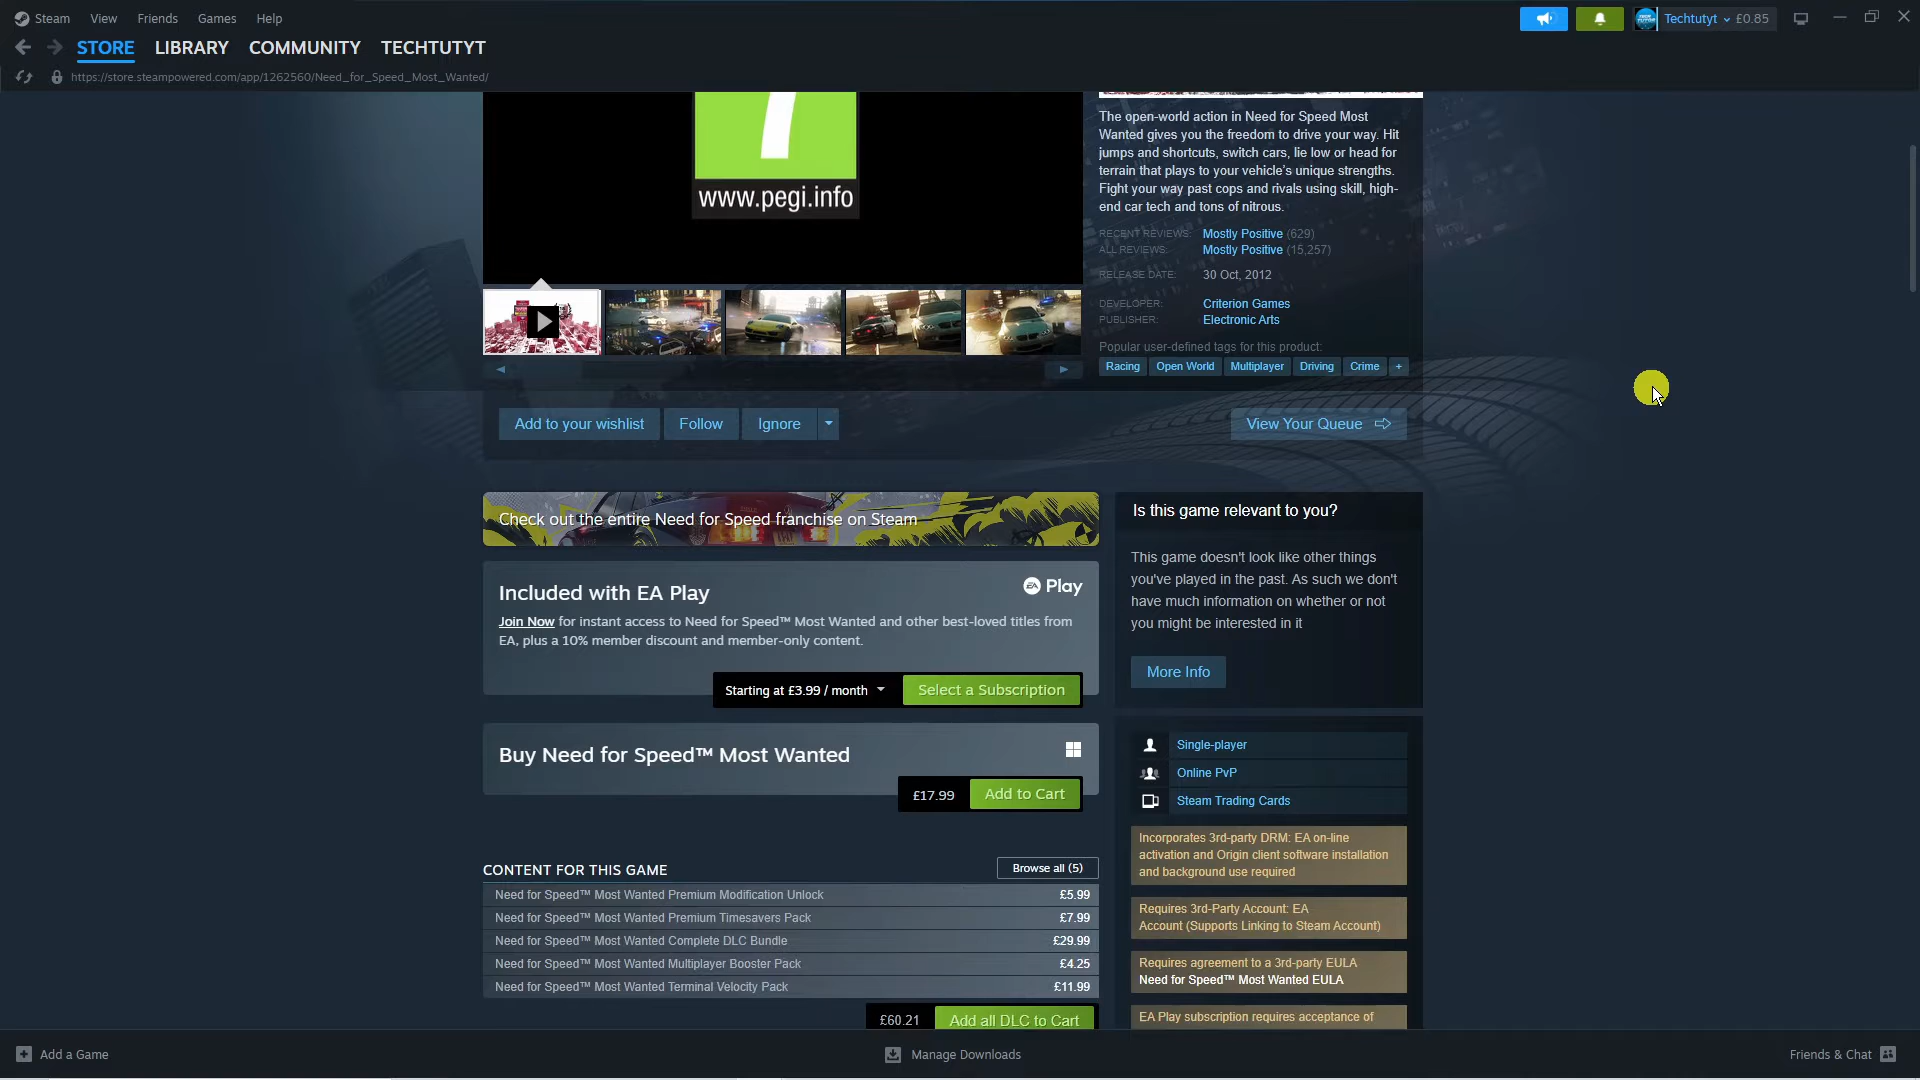 Steam View Friends Games Help
Techtutyt £0.85
STORE LIBRARY COMMUNITY TECHTUTYT
https://store.steampowered.com/app/1262560/Need_for_Speed_Most_Wanted/
7
www.pegi.info
The open-world action in Need for Speed Most
Wanted gives you the freedom to drive your way. Hit
jumps and shortcuts, switch cars, lie low or head for
terrain that plays to your vehicle's unique strengths.
Fight your way past cops and rivals using skill, high-
end car tech and tons of nitrous.
RECENT REVIEWS: Mostly Positive (629)
ALL REVIEWS: Mostly Positive (15,257)
RELEASE DATE: 30 Oct, 2012
DEVELOPER: Criterion Games
PUBLISHER: Electronic Arts
Popular user-defined tags for this product:
Racing Open World Multiplayer Driving Crime +
Add to your wishlist Follow Ignore
View Your Queue
Check out the entire Need for Speed franchise on Steam
Included with EA Play
EA Play
Join Now for instant access to Need for Speed™ Most Wanted and other best-loved titles from
EA, plus a 10% member discount and member-only content.
Starting at £3.99 / month Select a Subscription
Buy Need for Speed™ Most Wanted
£17.99 Add to Cart
CONTENT FOR THIS GAME Browse all (5)
Need for Speed™ Most Wanted Premium Modification Unlock £5.99
Need for Speed™ Most Wanted Premium Timesavers Pack £7.99
Need for Speed™ Most Wanted Complete DLC Bundle £29.99
Need for Speed™ Most Wanted Multiplayer Booster Pack £4.25
Need for Speed™ Most Wanted Terminal Velocity Pack £11.99
£60.21 Add all DLC to Cart
Is this game relevant to you?
This game doesn't look like other things
you've played in the past. As such we don't
have much information on whether or not
you might be interested in it
More Info
Single-player
Online PvP
Steam Trading Cards
Incorporates 3rd-party DRM: EA on-line
activation and Origin client software installation
and background use required
Requires 3rd-Party Account: EA
Account (Supports Linking to Steam Account)
Requires agreement to a 3rd-party EULA
Need for Speed™ Most Wanted EULA
EA Play subscription requires acceptance of
Add a Game
Manage Downloads
Friends & Chat